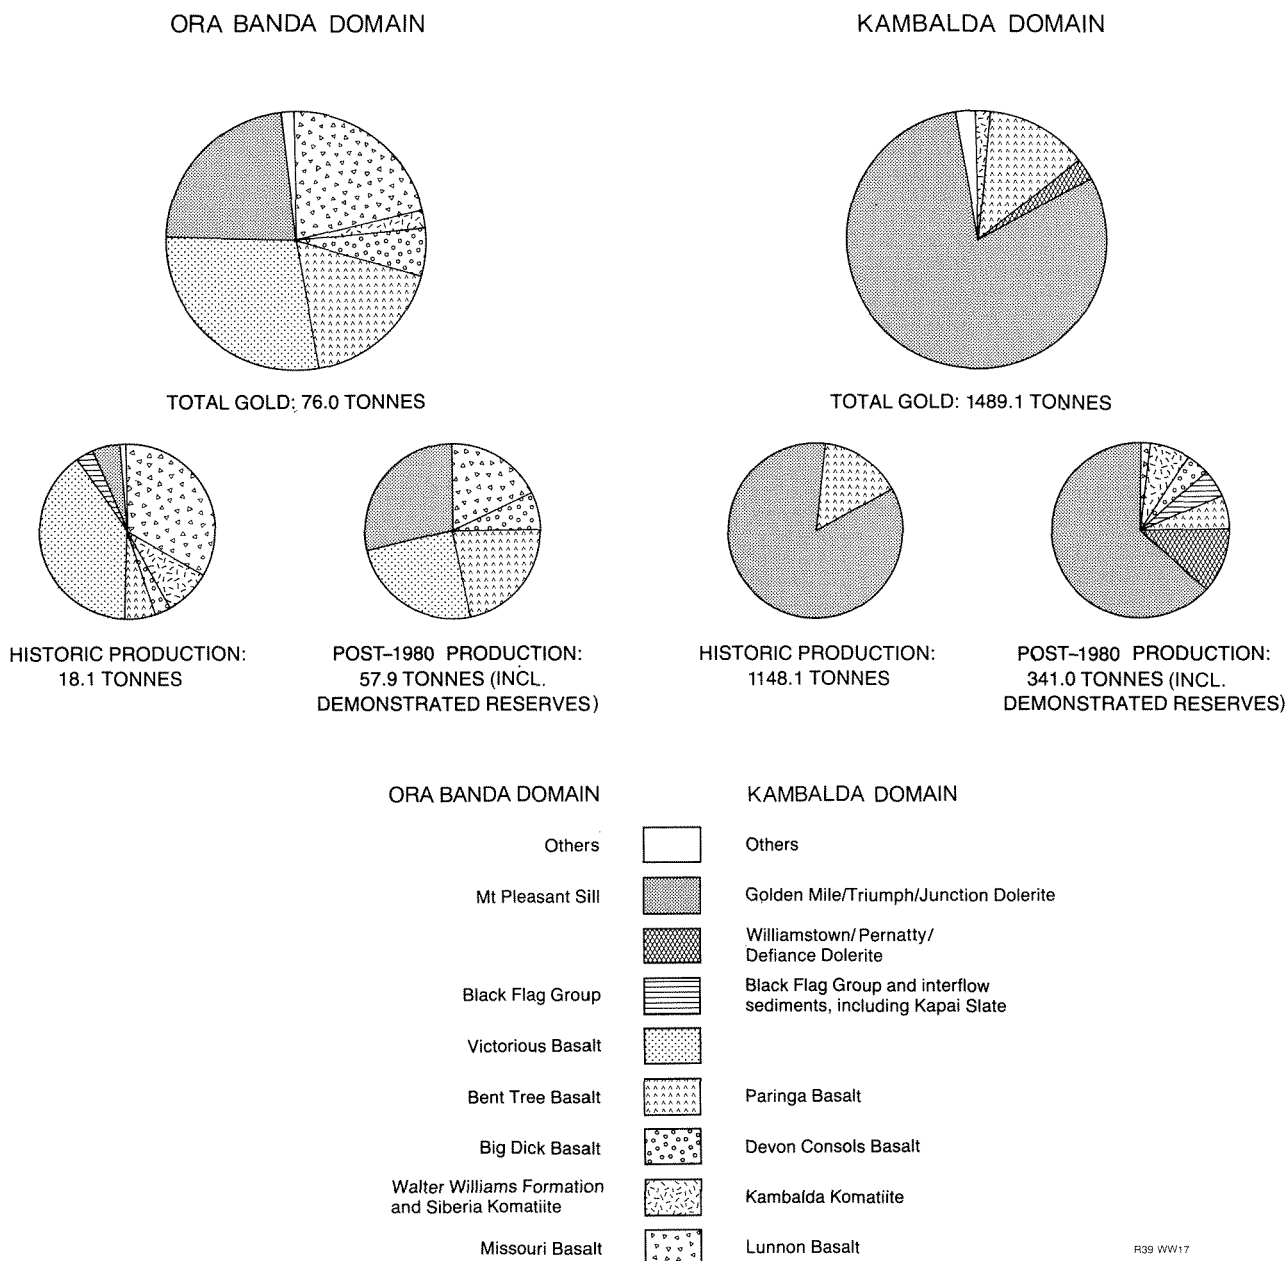 ORA BANDA DOMAIN
KAMBALDA DOMAIN
TOTAL GOLD: 76.0 TONNES
TOTAL GOLD: 1489.1 TONNES
HISTORIC PRODUCTION:
18.1 TONNES
POST–1980 PRODUCTION:
57.9 TONNES (INCL.
DEMONSTRATED RESERVES)
HISTORIC PRODUCTION:
1148.1 TONNES
POST–1980 PRODUCTION:
341.0 TONNES (INCL.
DEMONSTRATED RESERVES)
ORA BANDA DOMAIN
KAMBALDA DOMAIN
Others
Others
Mt Pleasant Sill
Golden Mile/Triumph/Junction Dolerite
Williamstown/Pernatty/
Defiance Dolerite
Black Flag Group
Black Flag Group and interflow
sediments, including Kapai Slate
Victorious Basalt
Bent Tree Basalt
Paringa Basalt
Big Dick Basalt
Devon Consols Basalt
Walter Williams Formation
and Siberia Komatiite
Kambalda Komatiite
Missouri Basalt
Lunnon Basalt
R39 WW17